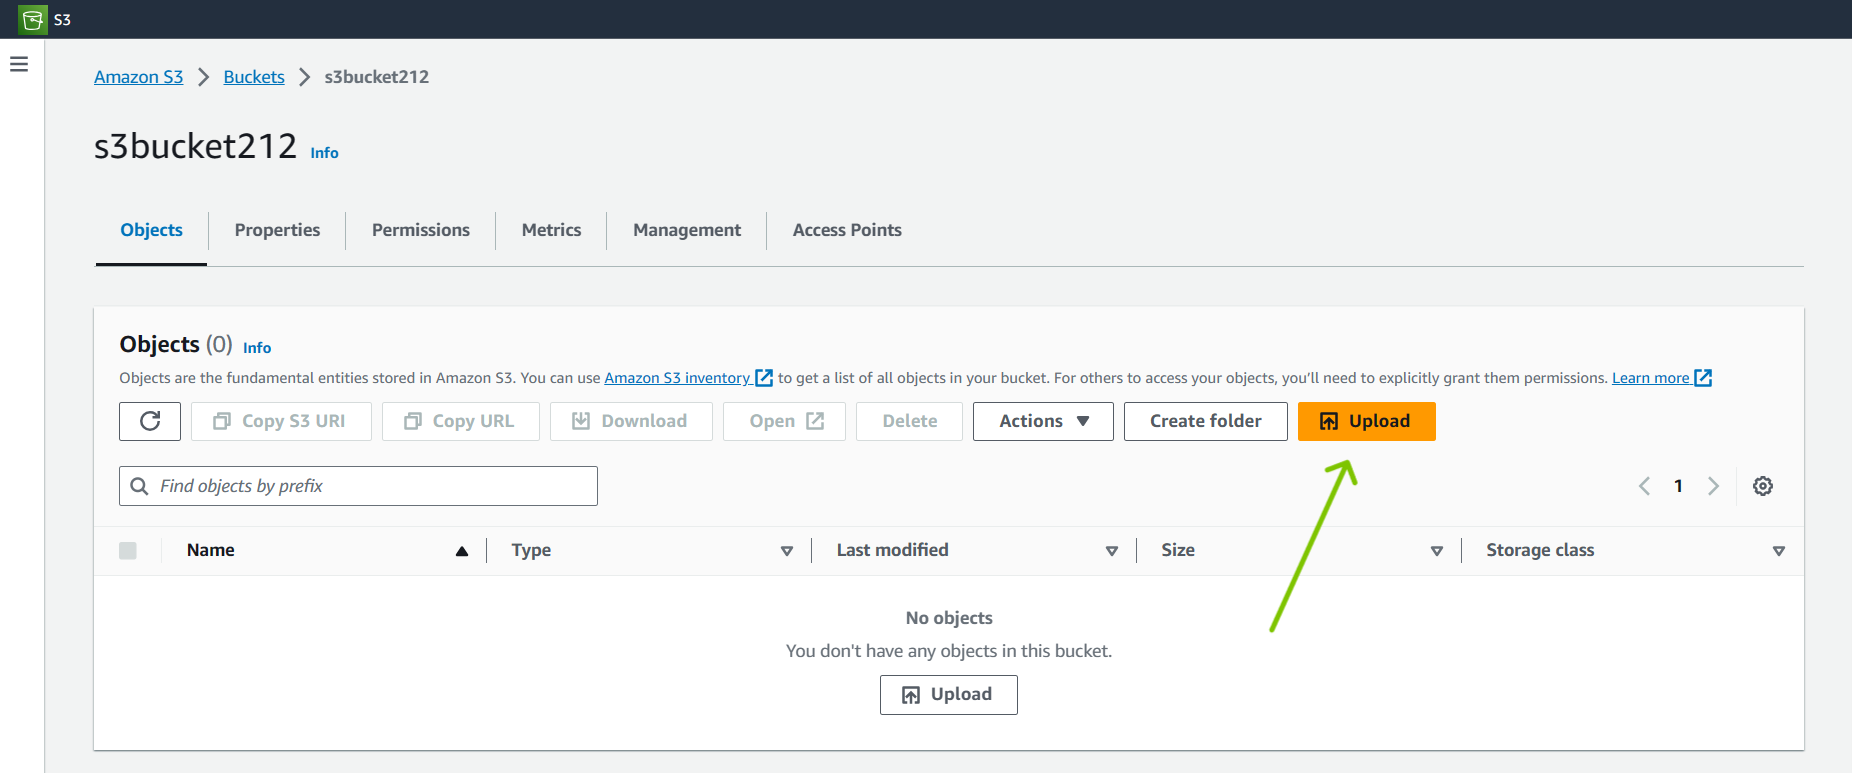 S3
Amazon S3 Buckets s3bucket212
s3bucket212 Info
Objects Properties Permissions Metrics Management Access Points
Objects (0) Info
Objects are the fundamental entities stored in Amazon S3. You can use Amazon S3 inventory to get a list of all objects in your bucket. For others to access your objects, you'll need to explicitly grant them permissions. Learn more
Copy S3 URI Copy URL Download Open Delete Actions Create folder Upload
Find objects by prefix 1
Name Type Last modified Size Storage class
No objects
You don't have any objects in this bucket.
Upload